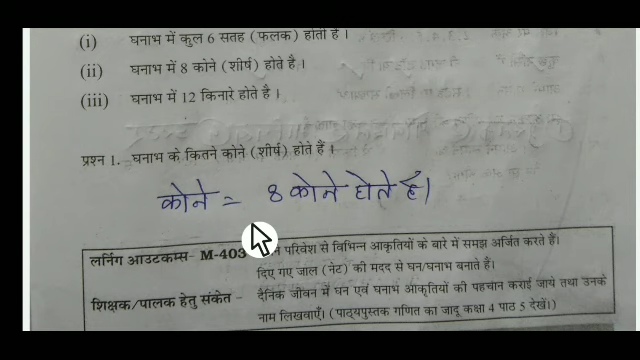 (i) घनाभ में कुल 6 सतह (फलक) होती हैं ।
(ii) घनाभ में 8 कोने (शीर्ष) होते हैं ।
(iii) घनाभ में 12 किनारे होते हैं ।
प्रश्न 1. घनाभ के कितने कोने (शीर्ष) होते हैं ।
कोने = 8 कोने होते हैं।
लर्निंग आउटकम्स- M-403 परिवेश से विभिन्न आकृतियों के बारे में समझ अर्जित करते हैं।
दिए गए जाल (नेट) की मदद से घन/घनाभ बनाते हैं।
शिक्षक/पालक हेतु संकेत - दैनिक जीवन में घन एवं घनाभ आकृतियों की पहचान कराई जाये तथा उनके
नाम लिखवाएँ। (पाठ्यपुस्तक गणित का जादू कक्षा 4 पाठ 5 देखें।)